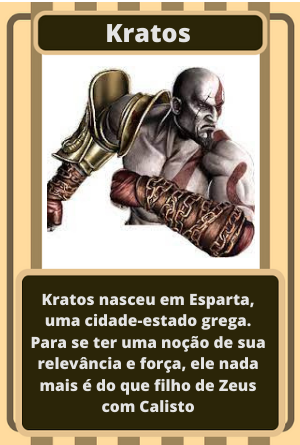 Kratos
Kratos nasceu em Esparta,
uma cidade-estado grega.
Para se ter uma noção de sua
relevância e força, ele nada
mais é do que filho de Zeus
com Calisto